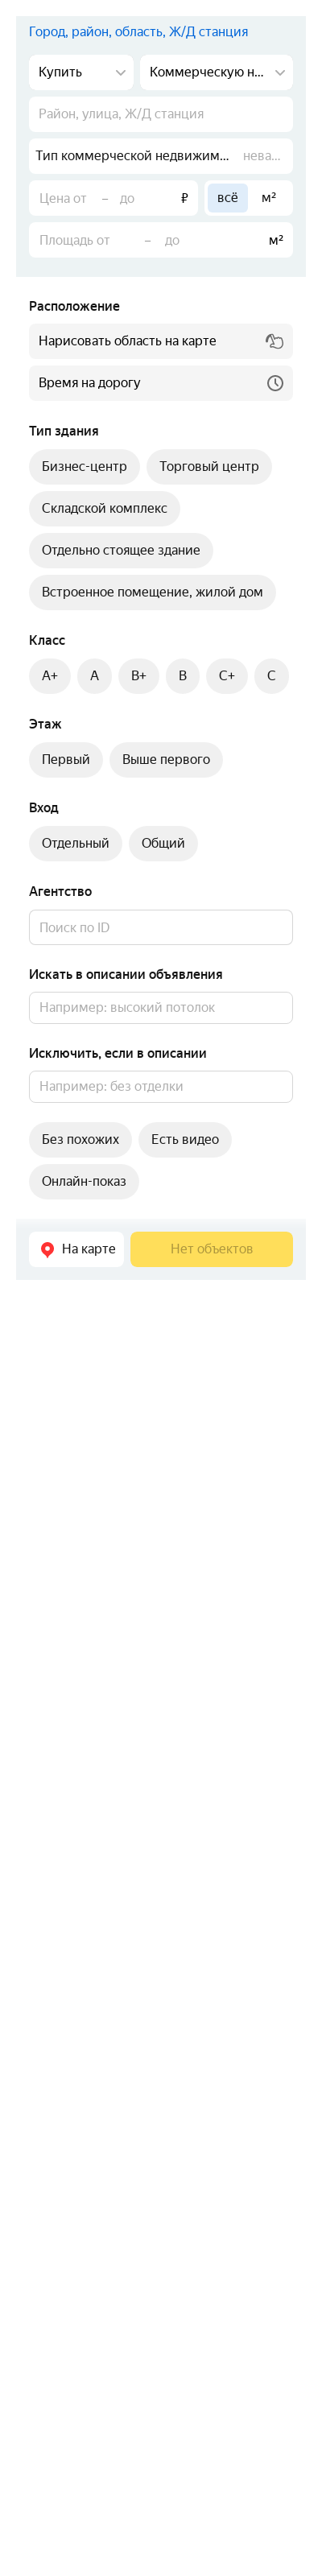 Город, район, область, Ж/Д станция
Купить Коммерческую н...
Район, улица, Ж/Д станция
Тип коммерческой недвижим... нева...
Цена от – до ₽ всё м²
Площадь от – до м²
Расположение
Нарисовать область на карте
Время на дорогу
Тип здания
Бизнес-центр Торговый центр
Складской комплекс
Отдельно стоящее здание
Встроенное помещение, жилой дом
Класс
A+ A B+ B C+ C
Этаж
Первый Выше первого
Вход
Отдельный Общий
Агентство
Поиск по ID
Искать в описании объявления
Например: высокий потолок
Исключить, если в описании
Например: без отделки
Без похожих Есть видео
Онлайн-показ
На карте Нет объектов